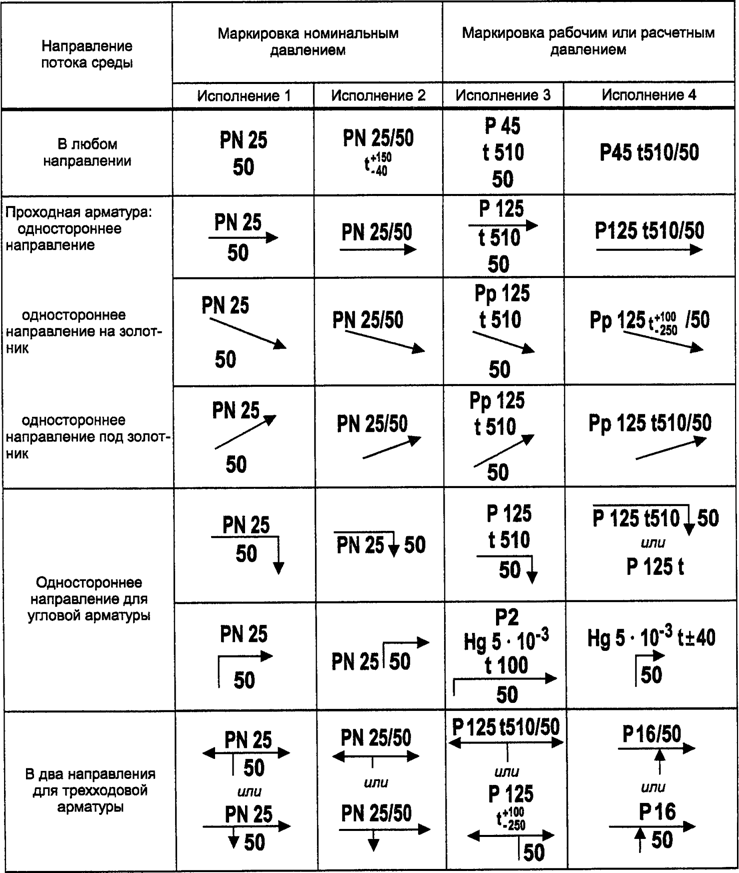 Направление
потока среды
Маркировка номинальным
давлением
Маркировка рабочим или расчетным
давлением
Исполнение 1
Исполнение 2
Исполнение 3
Исполнение 4
В любом
направлении
PN 25
50
PN 25/50
t+150
-40
P 45
t 510
50
P45 t510/50
Проходная арматура:
одностороннее
направление
PN 25
50
PN 25/50
P 125
t 510
50
P125 t510/50
одностороннее
направление на золот-
ник
PN 25
50
PN 25/50
Pp 125
t 510
50
Pp 125 t+100 /50
-250
одностороннее
направление под золот-
ник
PN 25
50
PN 25/50
Pp 125
t 510
50
Pp 125 t510/50
Одностороннее
направление для
угловой арматуры
PN 25
50
PN 25 50
P 125
t 510
50
P 125 t510 50
или
P 125 t
PN 25
50
PN 25 50
P2
Hg 5 · 10-3
t 100
50
Hg 5 · 10-3 t±40
50
В два направления
для трехходовой
арматуры
PN 25
50
или
PN 25
50
PN 25/50
или
PN 25/50
P 125 t510/50
или
P 125
t+100
-250
50
P16/50
или
P16
50